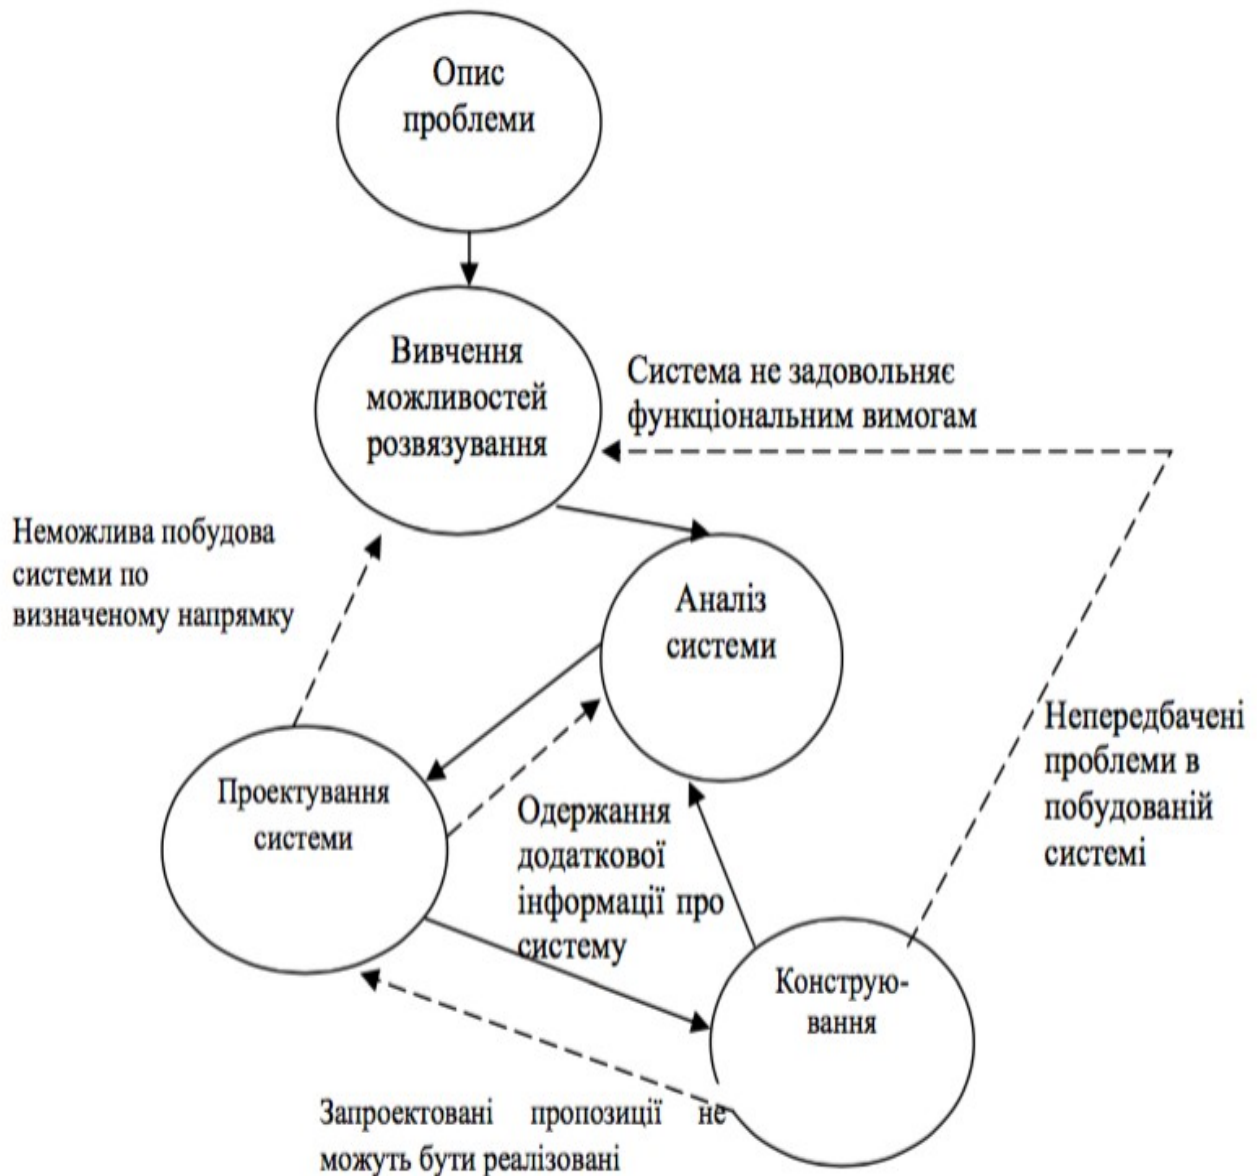 Опис
проблеми
Вивчення
можливостей
розвязування
Система не задовольняє
функціональним вимогам
Неможлива побудова
системи по
визначеному напрямку
Аналіз
системи
Непередбачені
проблеми в
побудованій
системі
Проектування
системи
Одержання
додаткової
інформації про
систему
Конструю-
вання
Запроектовані пропозиції не
можуть бути реалізовані